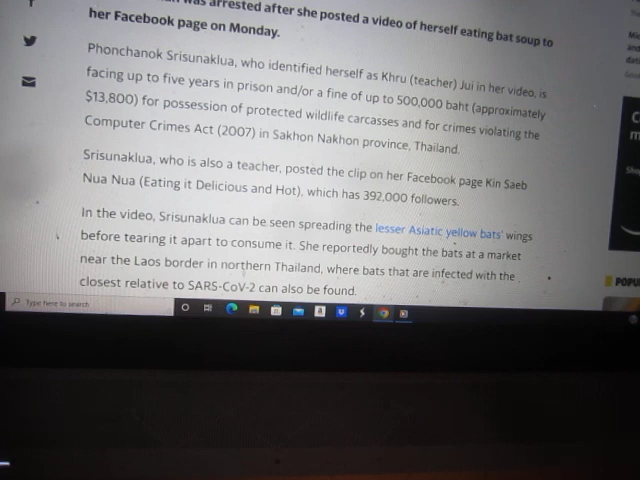 was arrested after she posted a video of herself eating bat soup to
her Facebook page on Monday.
Phonchanok Srisunaklua, who identified herself as Khru (teacher) Jui in her video, is
facing up to five years in prison and/or a fine of up to 500,000 baht (approximately
$13,800) for possession of protected wildlife carcasses and for crimes violating the
Computer Crimes Act (2007) in Sakhon Nakhon province, Thailand.
Srisunaklua, who is also a teacher, posted the clip on her Facebook page Kin Saeb
Nua Nua (Eating it Delicious and Hot), which has 392,000 followers.
In the video, Srisunaklua can be seen spreading the lesser Asiatic yellow bats' wings
before tearing it apart to consume it. She reportedly bought the bats at a market
near the Laos border in northern Thailand, where bats that are infected with the
closest relative to SARS-CoV-2 can also be found.
POPU
Type here to search